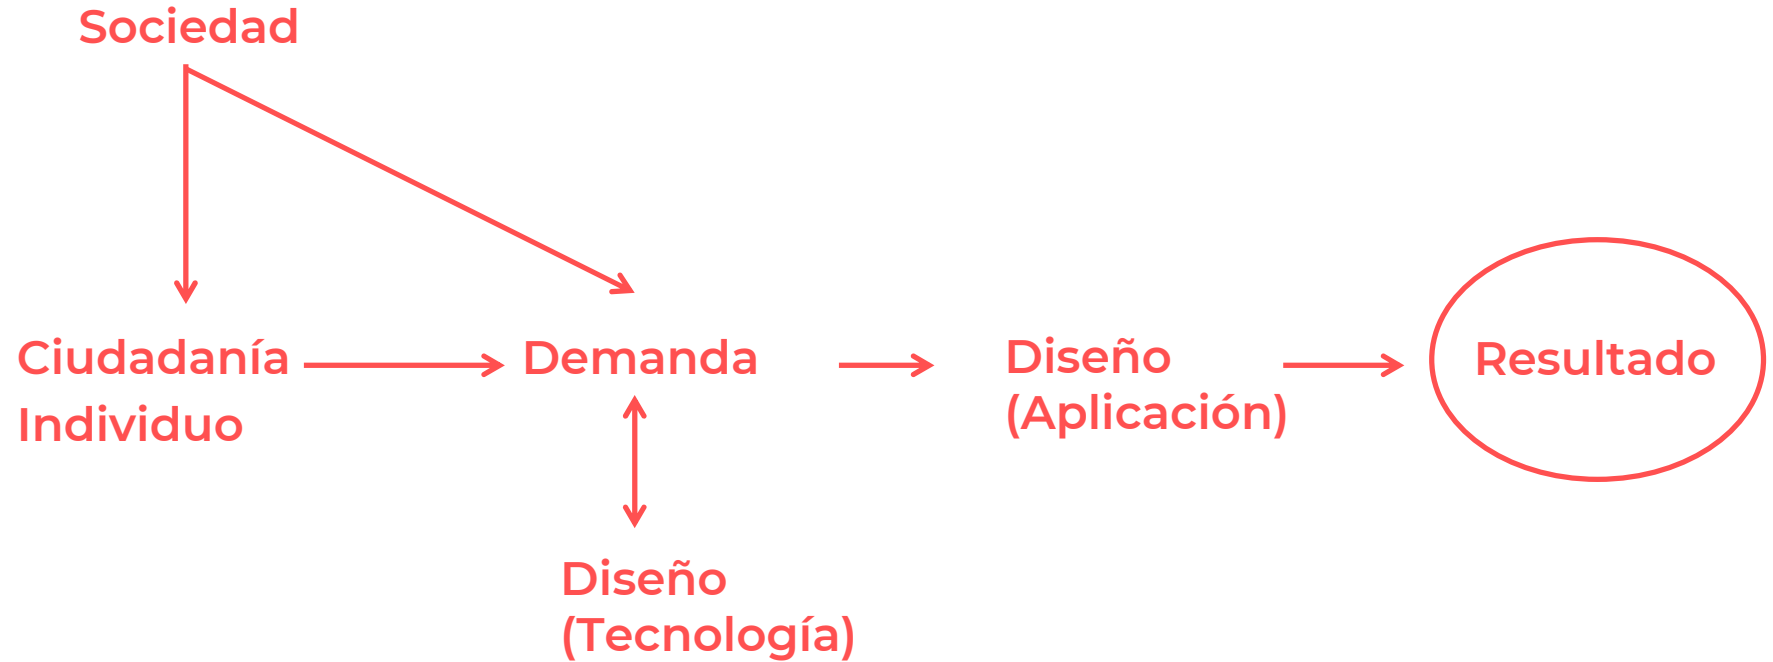 Sociedad
Ciudadanía
Individuo
Demanda
Diseño
(Aplicación)
Resultado
Diseño
(Tecnología)